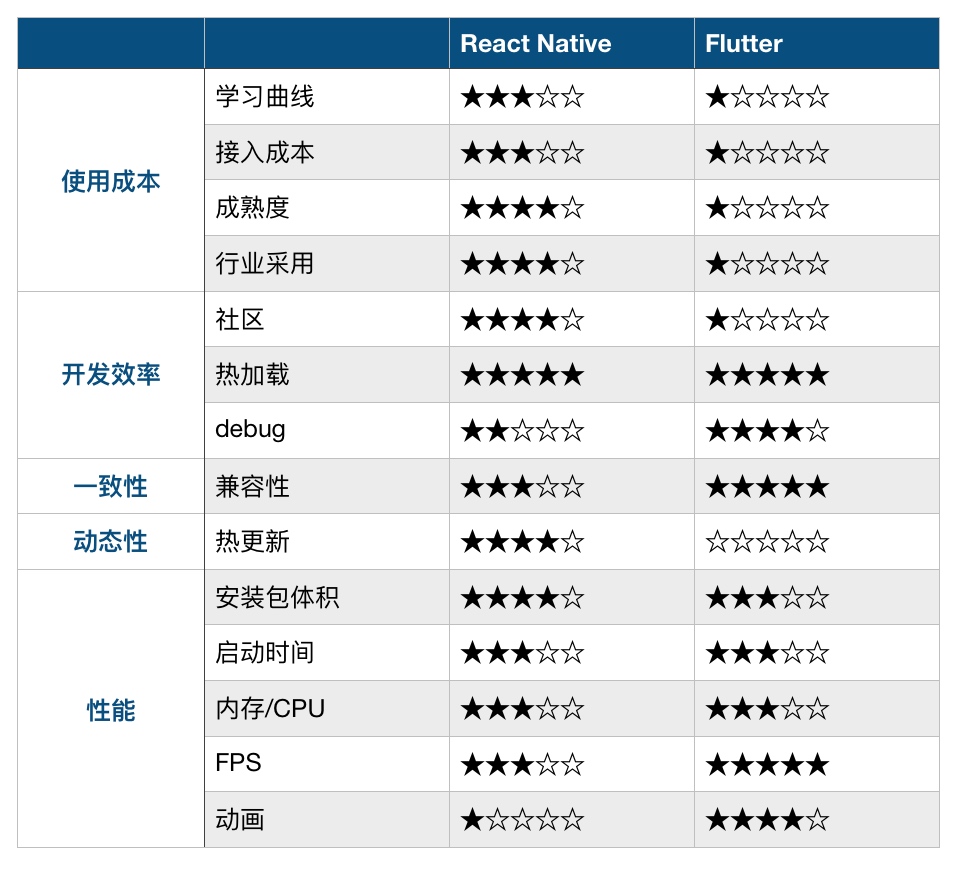 React Native Flutter
使用成本
学习曲线 ★★★☆☆ ★☆☆☆☆
接入成本 ★★★☆☆ ★☆☆☆☆
成熟度 ★★★★☆ ★☆☆☆☆
行业采用 ★★★★☆ ★☆☆☆☆
开发效率
社区 ★★★★☆ ★☆☆☆☆
热加载 ★★★★★ ★★★★★
debug ★★☆☆☆ ★★★★☆
一致性 兼容性 ★★★☆☆ ★★★★★
动态性 热更新 ★★★★☆ ☆☆☆☆☆
性能
安装包体积 ★★★★☆ ★★★☆☆
启动时间 ★★★☆☆ ★★★☆☆
内存/CPU ★★★☆☆ ★★★☆☆
FPS ★★★☆☆ ★★★★★
动画 ★☆☆☆☆ ★★★★☆